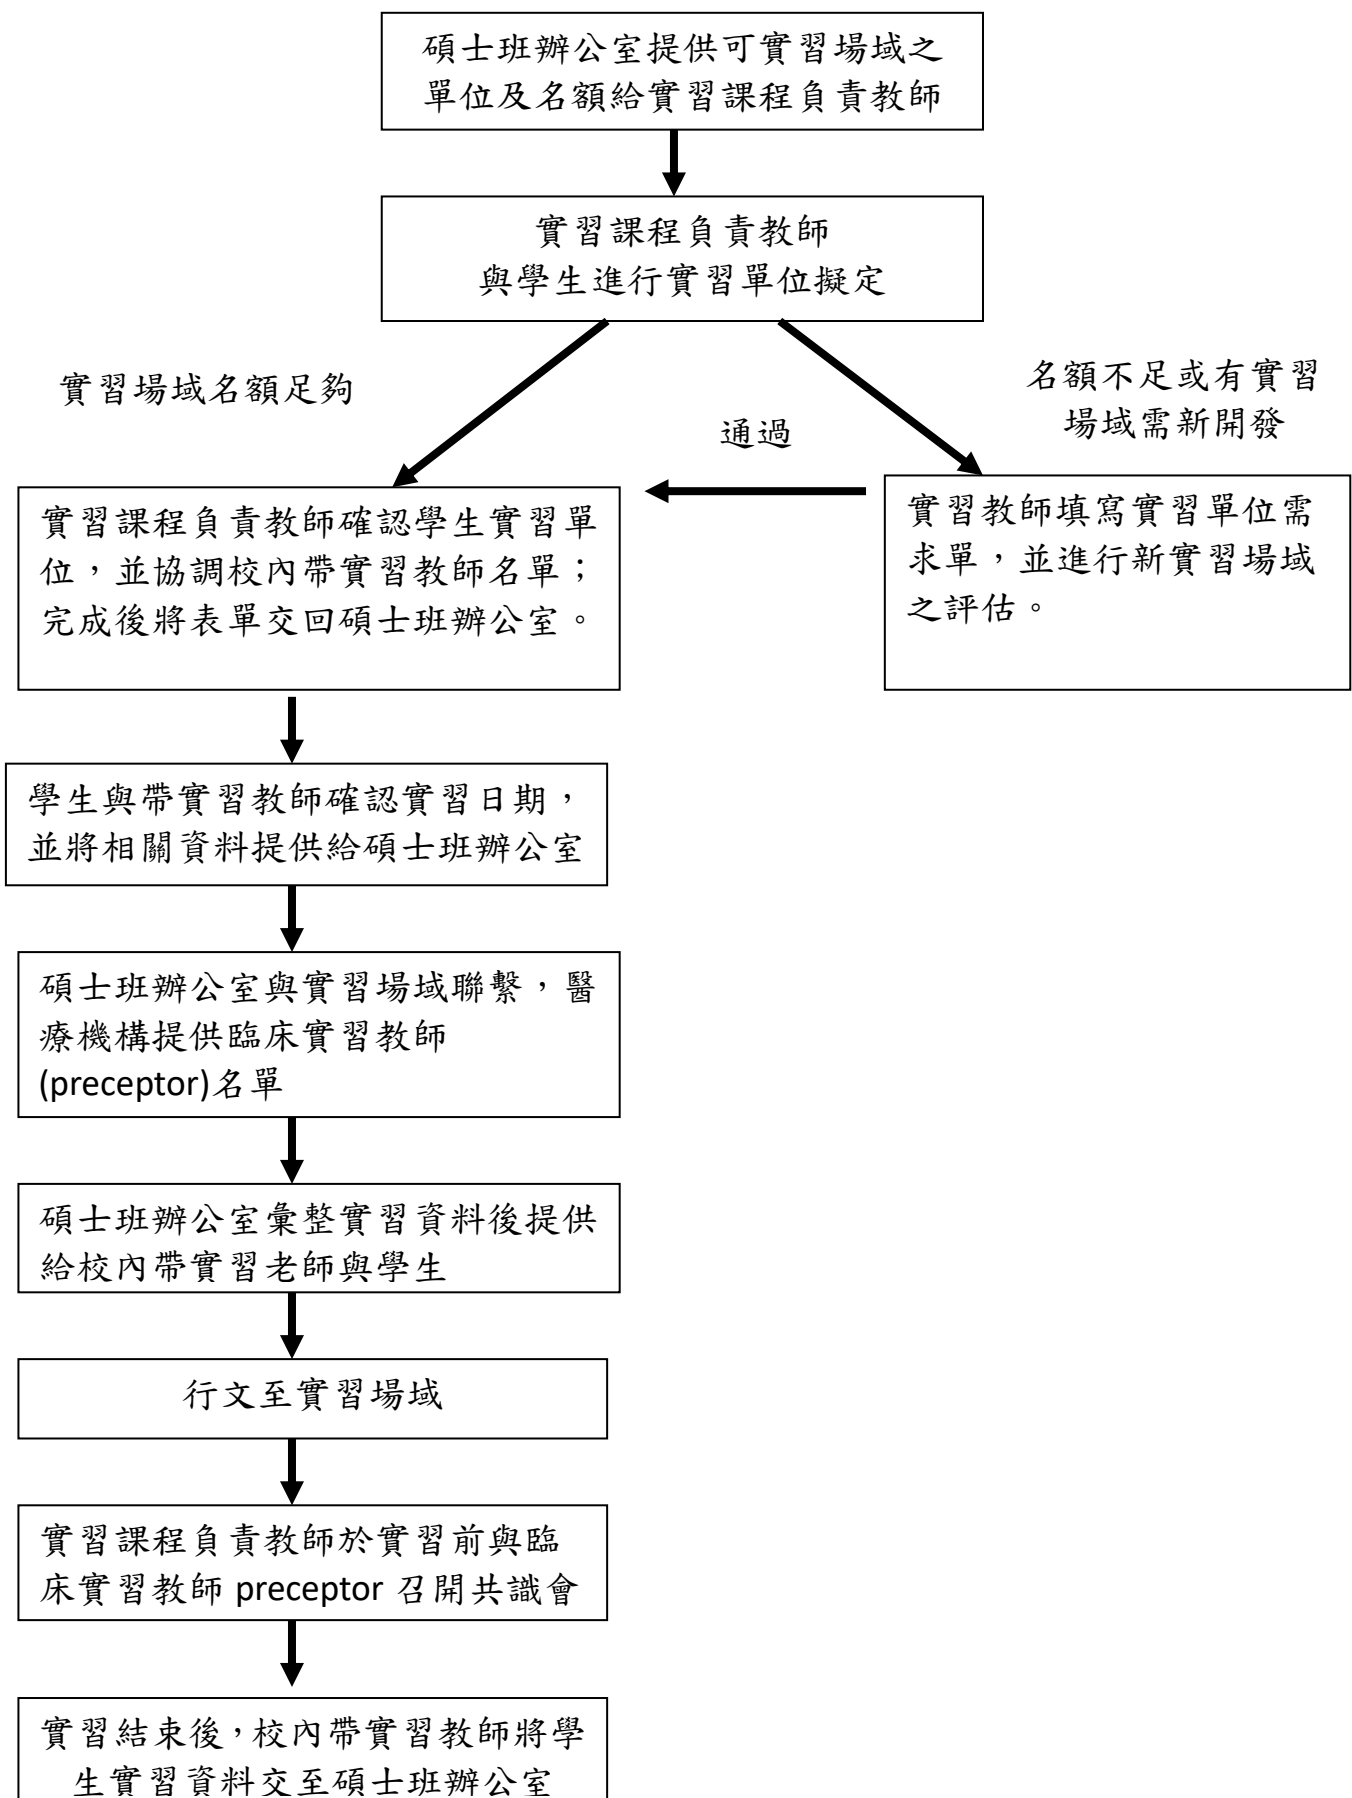 碩士班辦公室提供可實習場域之
單位及名額給實習課程負責教師
實習課程負責教師
與學生進行實習單位擬定
實習場域名額足夠
名額不足或有實習
場域需新開發
通過
實習課程負責教師確認學生實習單
位，並協調校內帶實習教師名單；
完成後將表單交回碩士班辦公室。
實習教師填寫實習單位需
求單，並進行新實習場域
之評估。
學生與帶實習教師確認實習日期，
並將相關資料提供給碩士班辦公室
碩士班辦公室與實習場域聯繫，醫
療機構提供臨床實習教師
(preceptor)名單
碩士班辦公室彙整實習資料後提供
給校內帶實習老師與學生
行文至實習場域
實習課程負責教師於實習前與臨
床實習教師 preceptor 召開共識會
實習結束後，校內帶實習教師將學
生實習資料交至碩士班辦公室